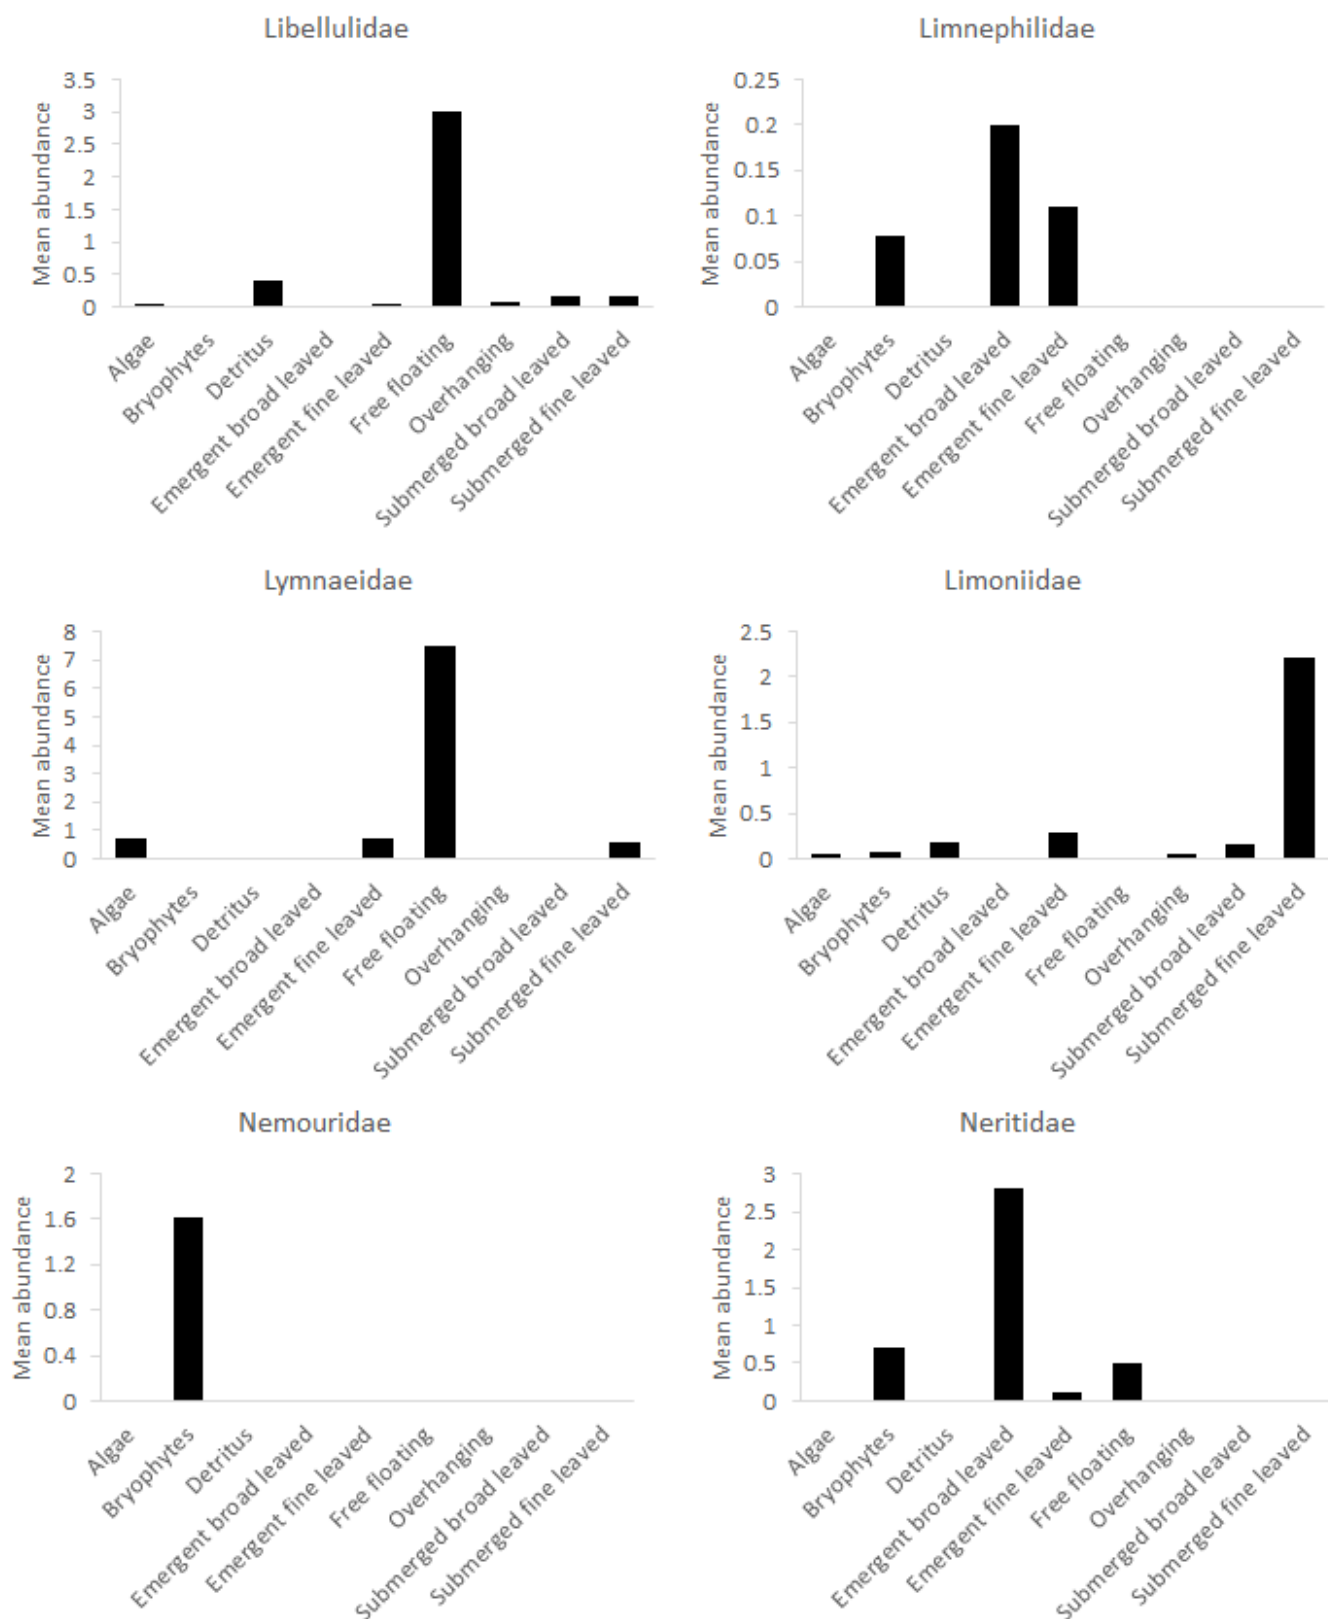 Libellulidae
Mean abundance
3.5
3
2.5
2
1.5
1
0.5
0
Algae
Bryophytes
Detritus
Emergent broad leaved
Emergent fine leaved
Free floating
Overhanging
Submerged broad leaved
Submerged fine leaved
Limnephilidae
Mean abundance
0.25
0.2
0.15
0.1
0.05
0
Algae
Bryophytes
Detritus
Emergent broad leaved
Emergent fine leaved
Free floating
Overhanging
Submerged broad leaved
Submerged fine leaved
Lymnaeidae
Mean abundance
8
7
6
5
4
3
2
1
0
Algae
Bryophytes
Detritus
Emergent broad leaved
Emergent fine leaved
Free floating
Overhanging
Submerged broad leaved
Submerged fine leaved
Limoniidae
Mean abundance
2.5
2
1.5
1
0.5
0
Algae
Bryophytes
Detritus
Emergent broad leaved
Emergent fine leaved
Free floating
Overhanging
Submerged broad leaved
Submerged fine leaved
Nemouridae
Mean abundance
2
1.6
1.2
0.8
0.4
0
Algae
Bryophytes
Detritus
Emergent broad leaved
Emergent fine leaved
Free floating
Overhanging
Submerged broad leaved
Submerged fine leaved
Neritidae
Mean abundance
3
2.5
2
1.5
1
0.5
0
Algae
Bryophytes
Detritus
Emergent broad leaved
Emergent fine leaved
Free floating
Overhanging
Submerged broad leaved
Submerged fine leaved